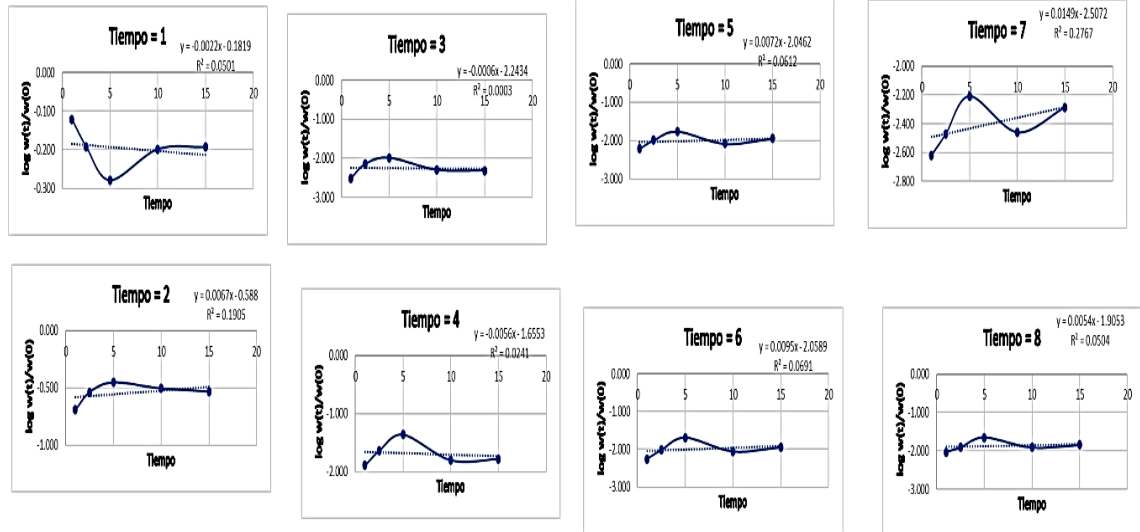 Tiempo = 1
y = -0.0022x - 0.1819
R² = 0.0501
0.000
-0.100
-0.200
-0.300
0 5 10 15 20
log w(t)/w(0)
Tiempo
Tiempo = 3
y = -0.0006x - 2.2434
R² = 0.0003
0.000
-1.000
-2.000
-3.000
0 5 10 15 20
log w(t)/w(0)
Tiempo
Tiempo = 5
y = 0.0072x - 2.0462
R² = 0.0612
0.000
-1.000
-2.000
-3.000
0 5 10 15 20
log w(t)/w(0)
Tiempo
Tiempo = 7
y = 0.0149x - 2.5072
R² = 0.2767
-2.000
-2.200
-2.400
-2.600
-2.800
0 5 10 15 20
log w(t)/w(0)
Tiempo
Tiempo = 2
y = 0.0067x - 0.588
R² = 0.1905
0.000
-0.500
-1.000
0 5 10 15 20
log w(t)/w(0)
Tiempo
Tiempo = 4
y = -0.0056x - 1.6553
R² = 0.0241
0.000
-1.000
-2.000
0 5 10 15 20
log w(t)/w(0)
Tiempo
Tiempo = 6
y = 0.0095x - 2.0589
R² = 0.0691
0.000
-1.000
-2.000
-3.000
0 5 10 15 20
log w(t)/w(0)
Tiempo
Tiempo = 8
y = 0.0054x - 1.9053
R² = 0.0504
0.000
-1.000
-2.000
-3.000
0 5 10 15 20
log w(t)/w(0)
Tiempo